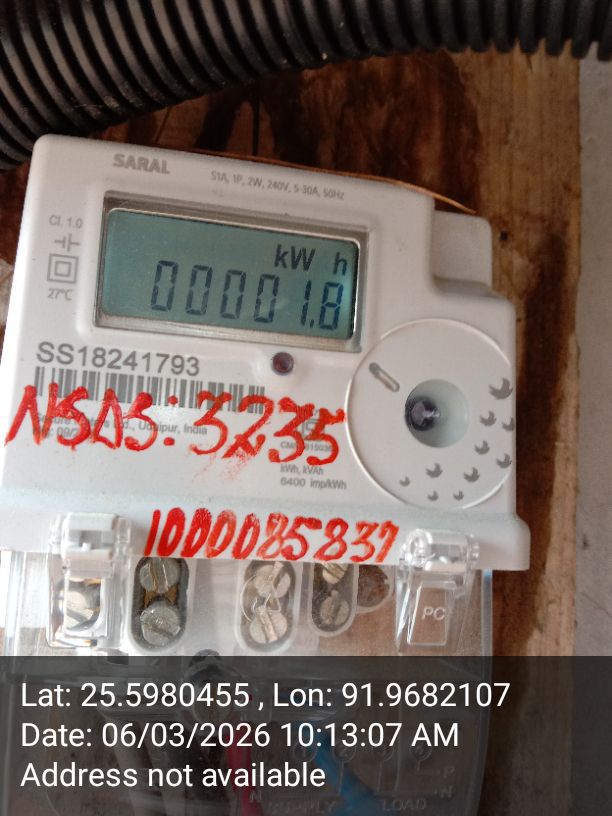 SARAL
S1A, 1P, 2W, 240V, 5-30A, 50Hz
Cl. 1.0
kW h
00001.8
27°C
SS18241793
NSDS: 3235
Ltd., Udaipur, India
kWh, kVAh
6400 imp/kWh
1000085837
PC
Lat: 25.5980455 , Lon: 91.9682107
Date: 06/03/2026 10:13:07 AM
Address not available
P
N
N
SUPPLY
LOAD